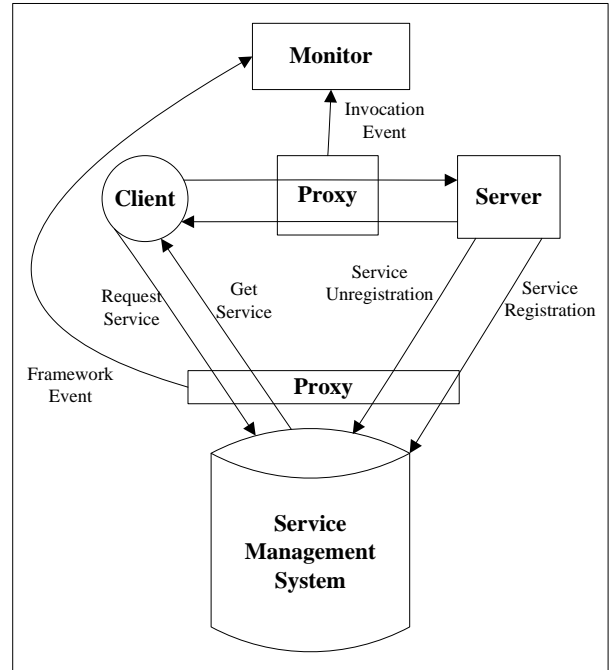 Monitor
Invocation
Event
Client
Proxy
Server
Request
Service
Get
Service
Service
Unregistration
Service
Registration
Framework
Event
Proxy
Service
Management
System